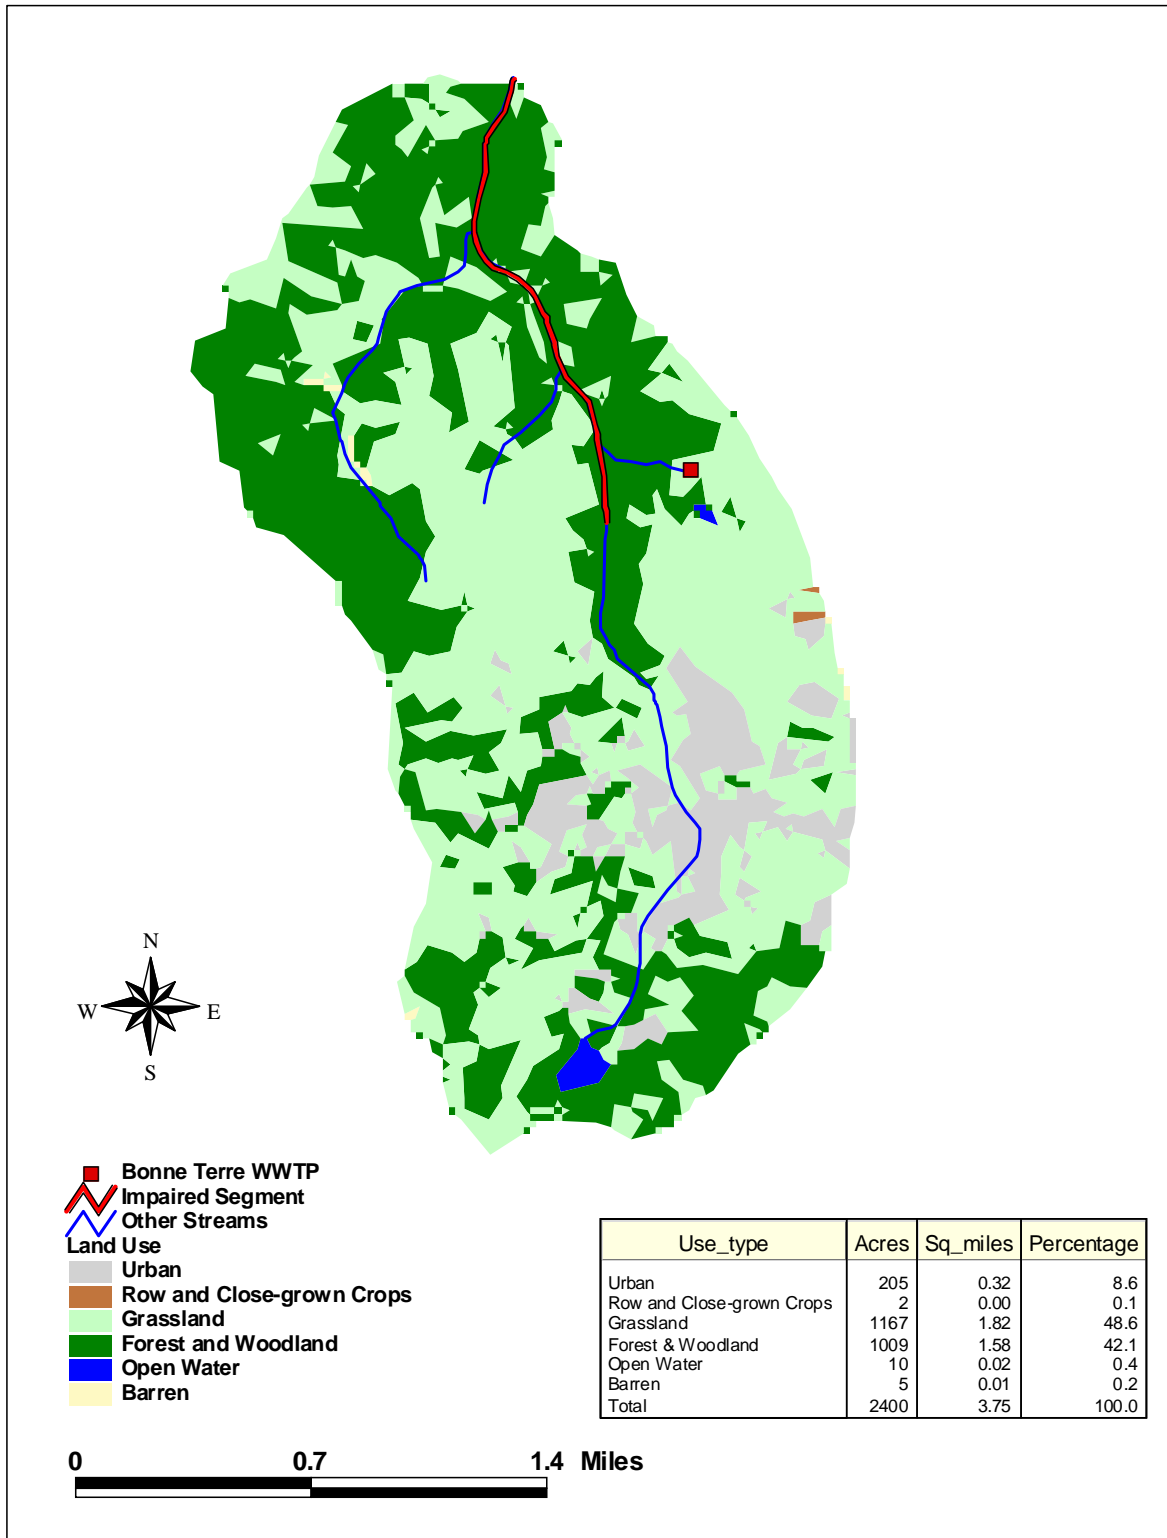 N
W E
S
Bonne Terre WWTP
Impaired Segment
Other Streams
Land Use
Urban
Row and Close-grown Crops
Grassland
Forest and Woodland
Open Water
Barren
Use_type Acres Sq_miles Percentage
Urban 205 0.32 8.6
Row and Close-grown Crops 2 0.00 0.1
Grassland 1167 1.82 48.6
Forest & Woodland 1009 1.58 42.1
Open Water 10 0.02 0.4
Barren 5 0.01 0.2
Total 2400 3.75 100.0
0 0.7 1.4 Miles